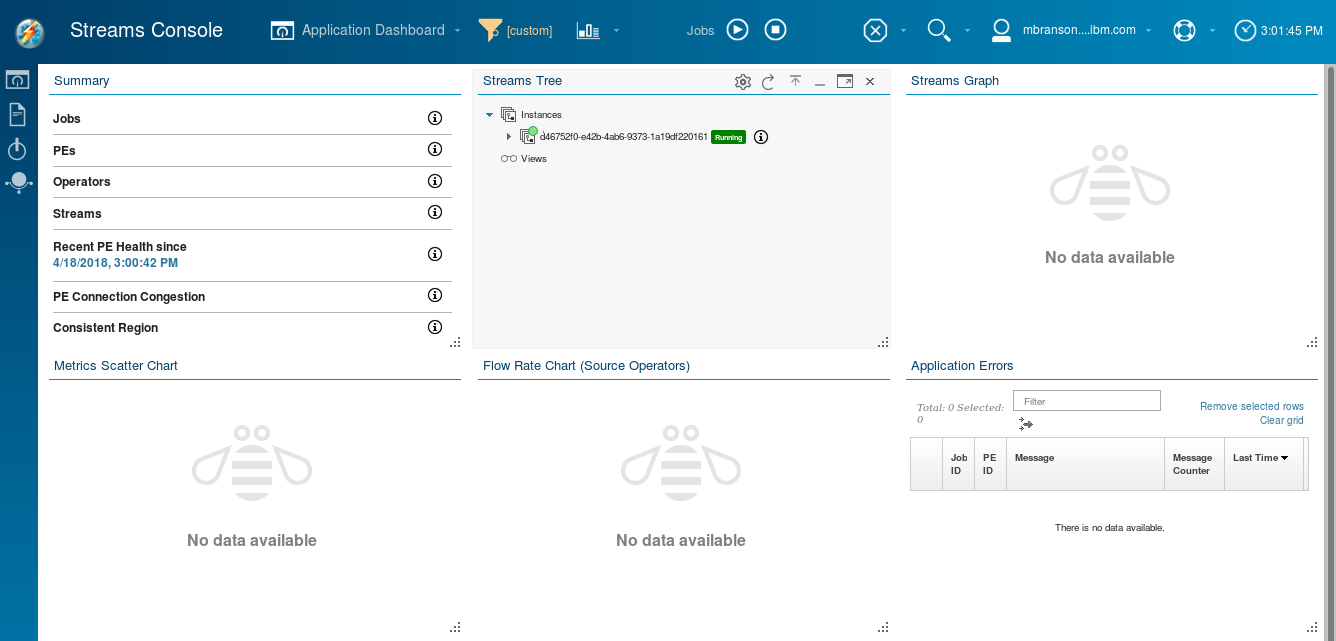 Streams Console
Application Dashboard
[custom]
Jobs
mbranson....ibm.com
3:01:45 PM
Summary
Jobs
PEs
Operators
Streams
Recent PE Health since
4/18/2018, 3:00:42 PM
PE Connection Congestion
Consistent Region
Streams Tree
Instances
d46752f0-e42b-4ab6-9373-1a19df220161 Running
Views
Streams Graph
No data available
Metrics Scatter Chart
No data available
Flow Rate Chart (Source Operators)
No data available
Application Errors
Total: 0 Selected:
0
Filter
Remove selected rows
Clear grid
Job
ID
PE
ID
Message
Message
Counter
Last Time
There is no data available.